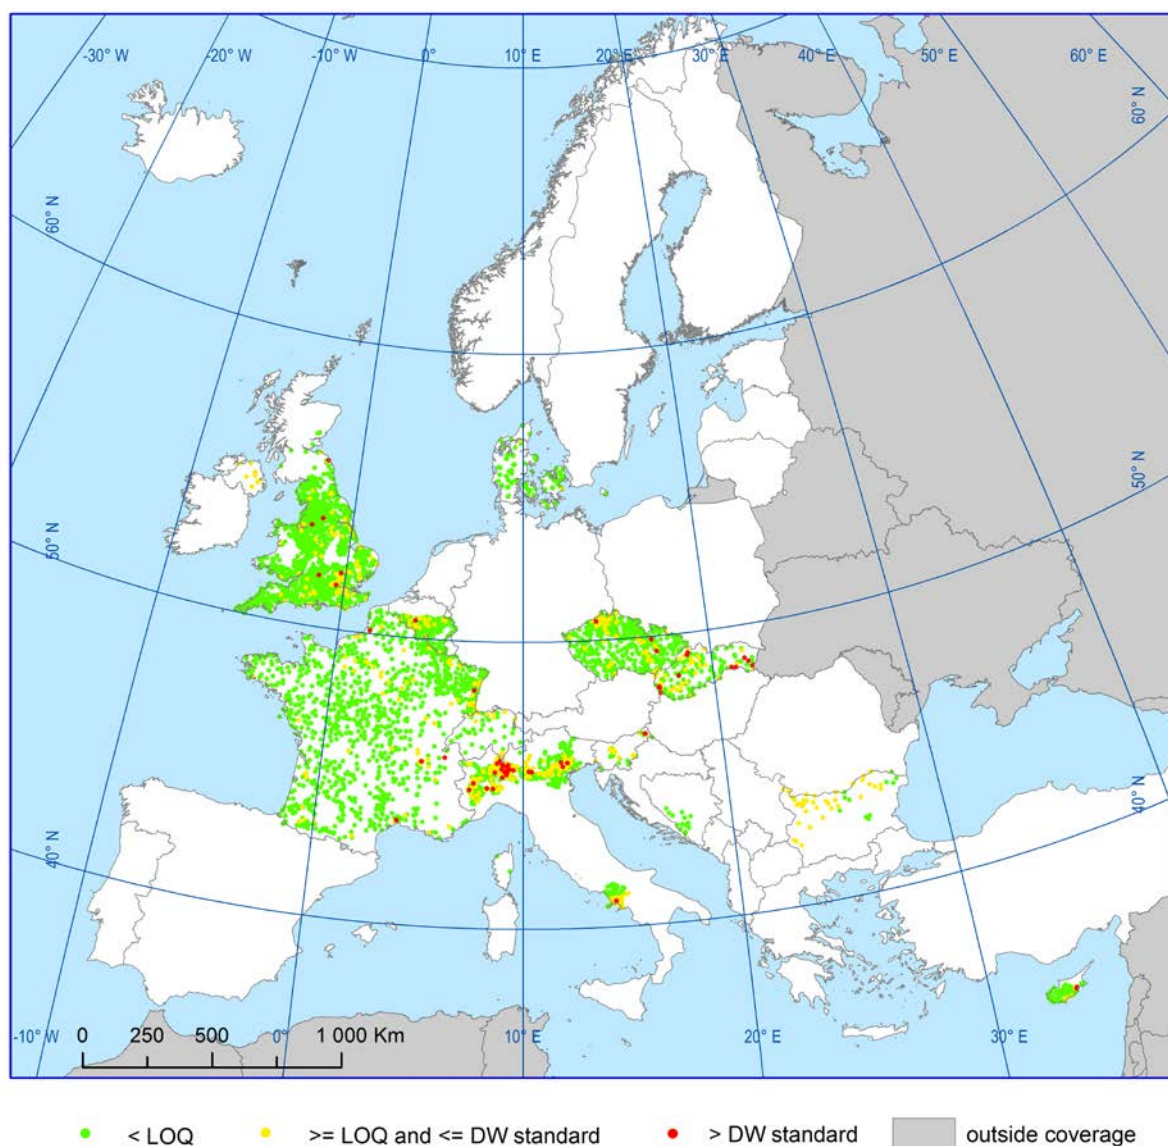 -30° W -20° W -10° W 0° 10° E 20° E 30° E 40° E 50° E 60° E
60° N
60° N
50° N
50° N
40° N
40° N
-10° W 0° 10° E 20° E 30° E
0 250 500 1 000 Km
< LOQ >= LOQ and <= DW standard > DW standard outside coverage